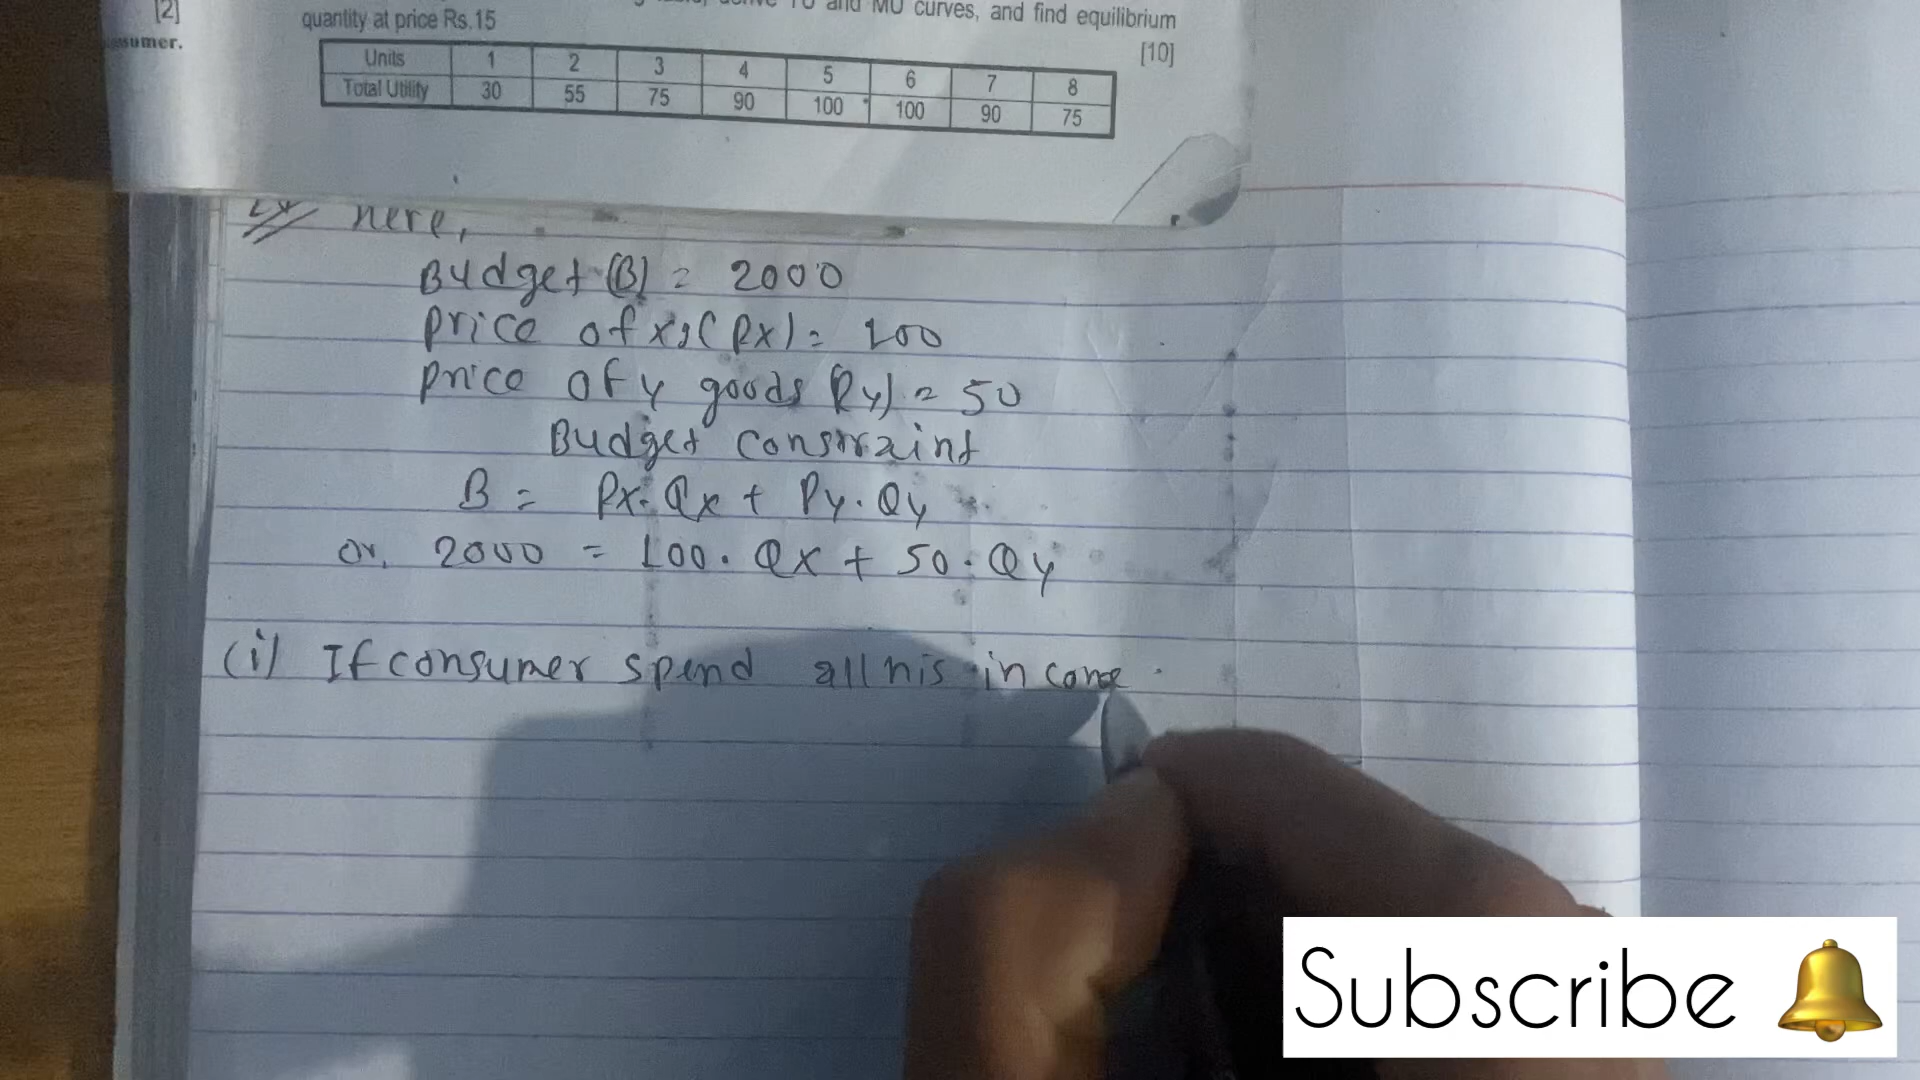 [2]
and MU curves, and find equilibrium
quantity at price Rs.15
[10]
Units 1 2 3 4 5 6 7 8
Total Utility 30 55 75 90 100 100 90 75
here,
Budget (B) = 2000
price of x, (Px) = 100
price of y goods (Py) = 50
Budget constraint
B = Px. Qx + Py. Qy
or, 2000 = 100. Qx + 50. Qy
(i) If consumer spend all his income
Subscribe